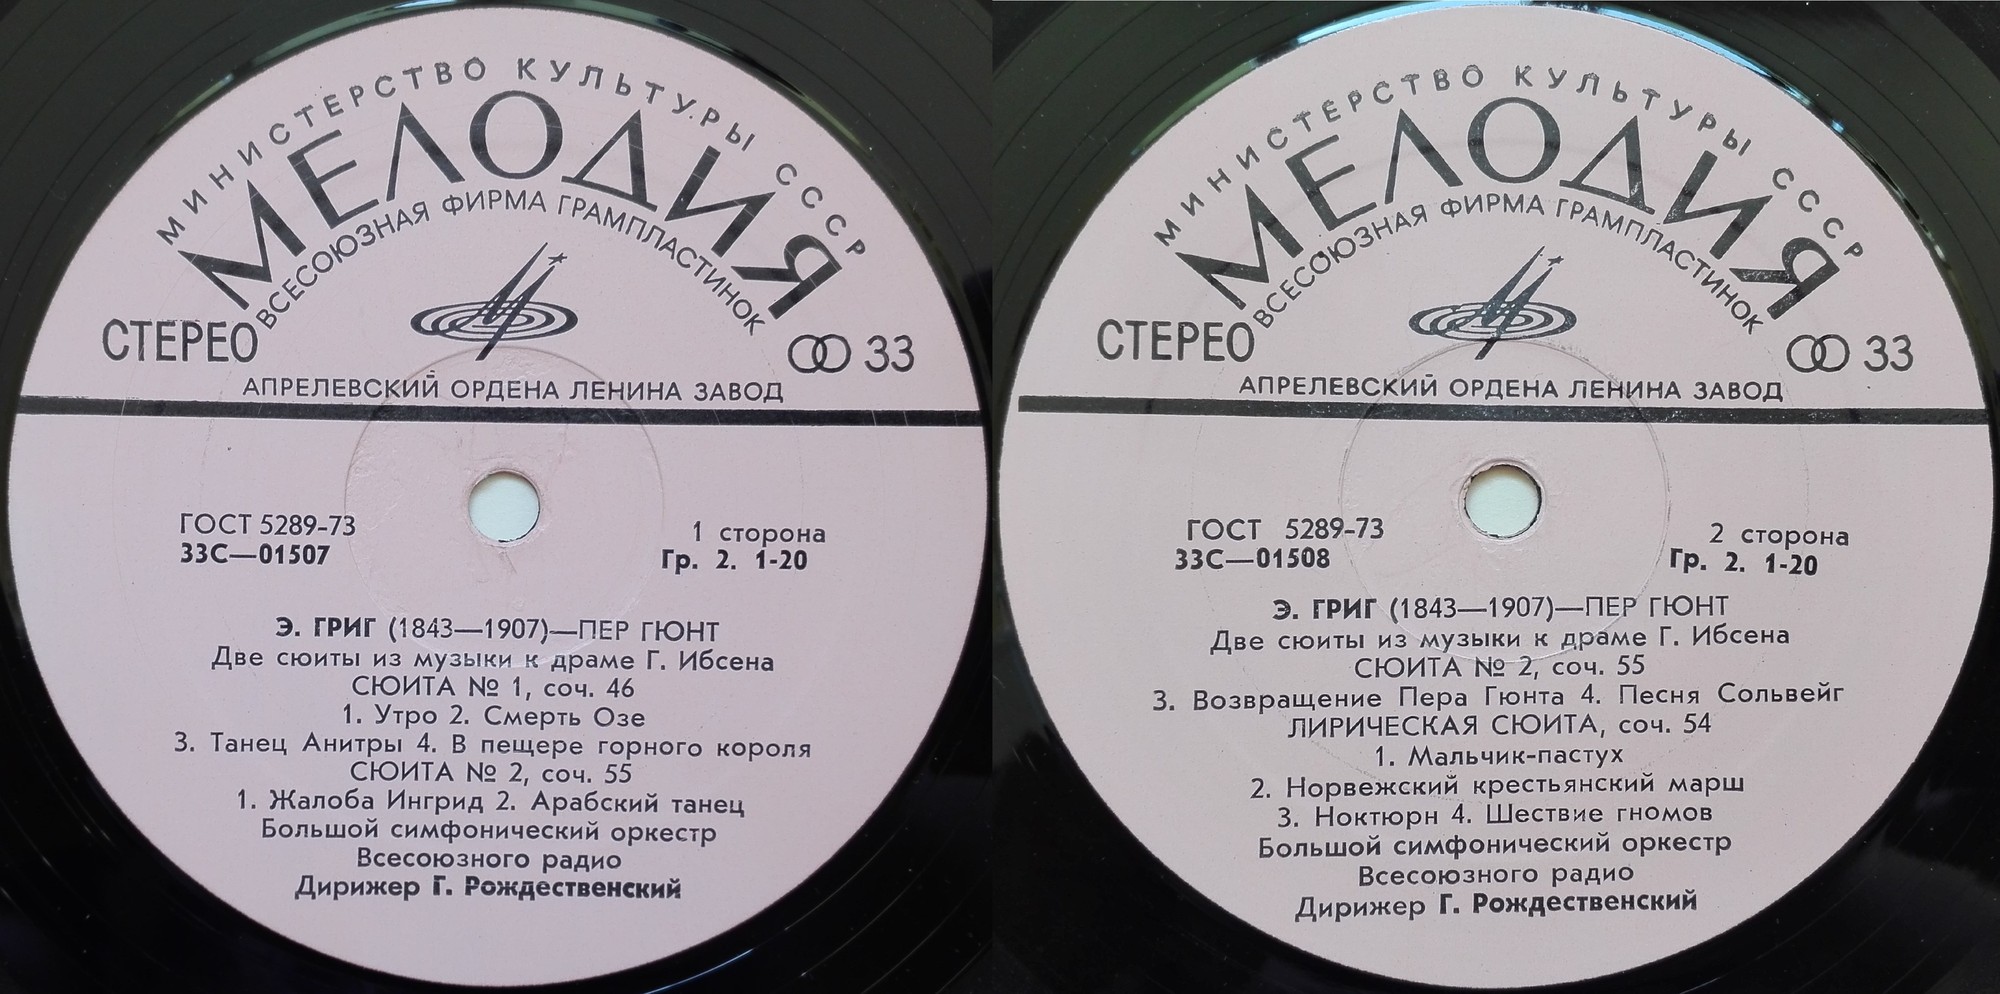 МИНИСТЕРСТВО КУЛЬТУРЫ СССР
МЕЛОДИЯ
ВСЕСОЮЗНАЯ ФИРМА ГРАМПЛАСТИНОК
СТЕРЕО
33
АПРЕЛЕВСКИЙ ОРДЕНА ЛЕНИНА ЗАВОД
ГОСТ 5289-73
33С—01507
1 сторона
Гр. 2. 1-20
Э. ГРИГ (1843—1907)—ПЕР ГЮНТ
Две сюиты из музыки к драме Г. Ибсена
СЮИТА № 1, соч. 46
1. Утро 2. Смерть Озе
3. Танец Анитры 4. В пещере горного короля
СЮИТА № 2, соч. 55
1. Жалоба Ингрид 2. Арабский танец
Большой симфонический оркестр
Всесоюзного радио
Дирижер Г. Рождественский
МИНИСТЕРСТВО КУЛЬТУРЫ СССР
МЕЛОДИЯ
ВСЕСОЮЗНАЯ ФИРМА ГРАМПЛАСТИНОК
СТЕРЕО
33
АПРЕЛЕВСКИЙ ОРДЕНА ЛЕНИНА ЗАВОД
ГОСТ 5289-73
33С—01508
2 сторона
Гр. 2. 1-20
Э. ГРИГ (1843—1907)—ПЕР ГЮНТ
Две сюиты из музыки к драме Г. Ибсена
СЮИТА № 2, соч. 55
3. Возвращение Пера Гюнта 4. Песня Сольвейг
ЛИРИЧЕСКАЯ СЮИТА, соч. 54
1. Мальчик-пастух
2. Норвежский крестьянский марш
3. Ноктюрн 4. Шествие гномов
Большой симфонический оркестр
Всесоюзного радио
Дирижер Г. Рождественский